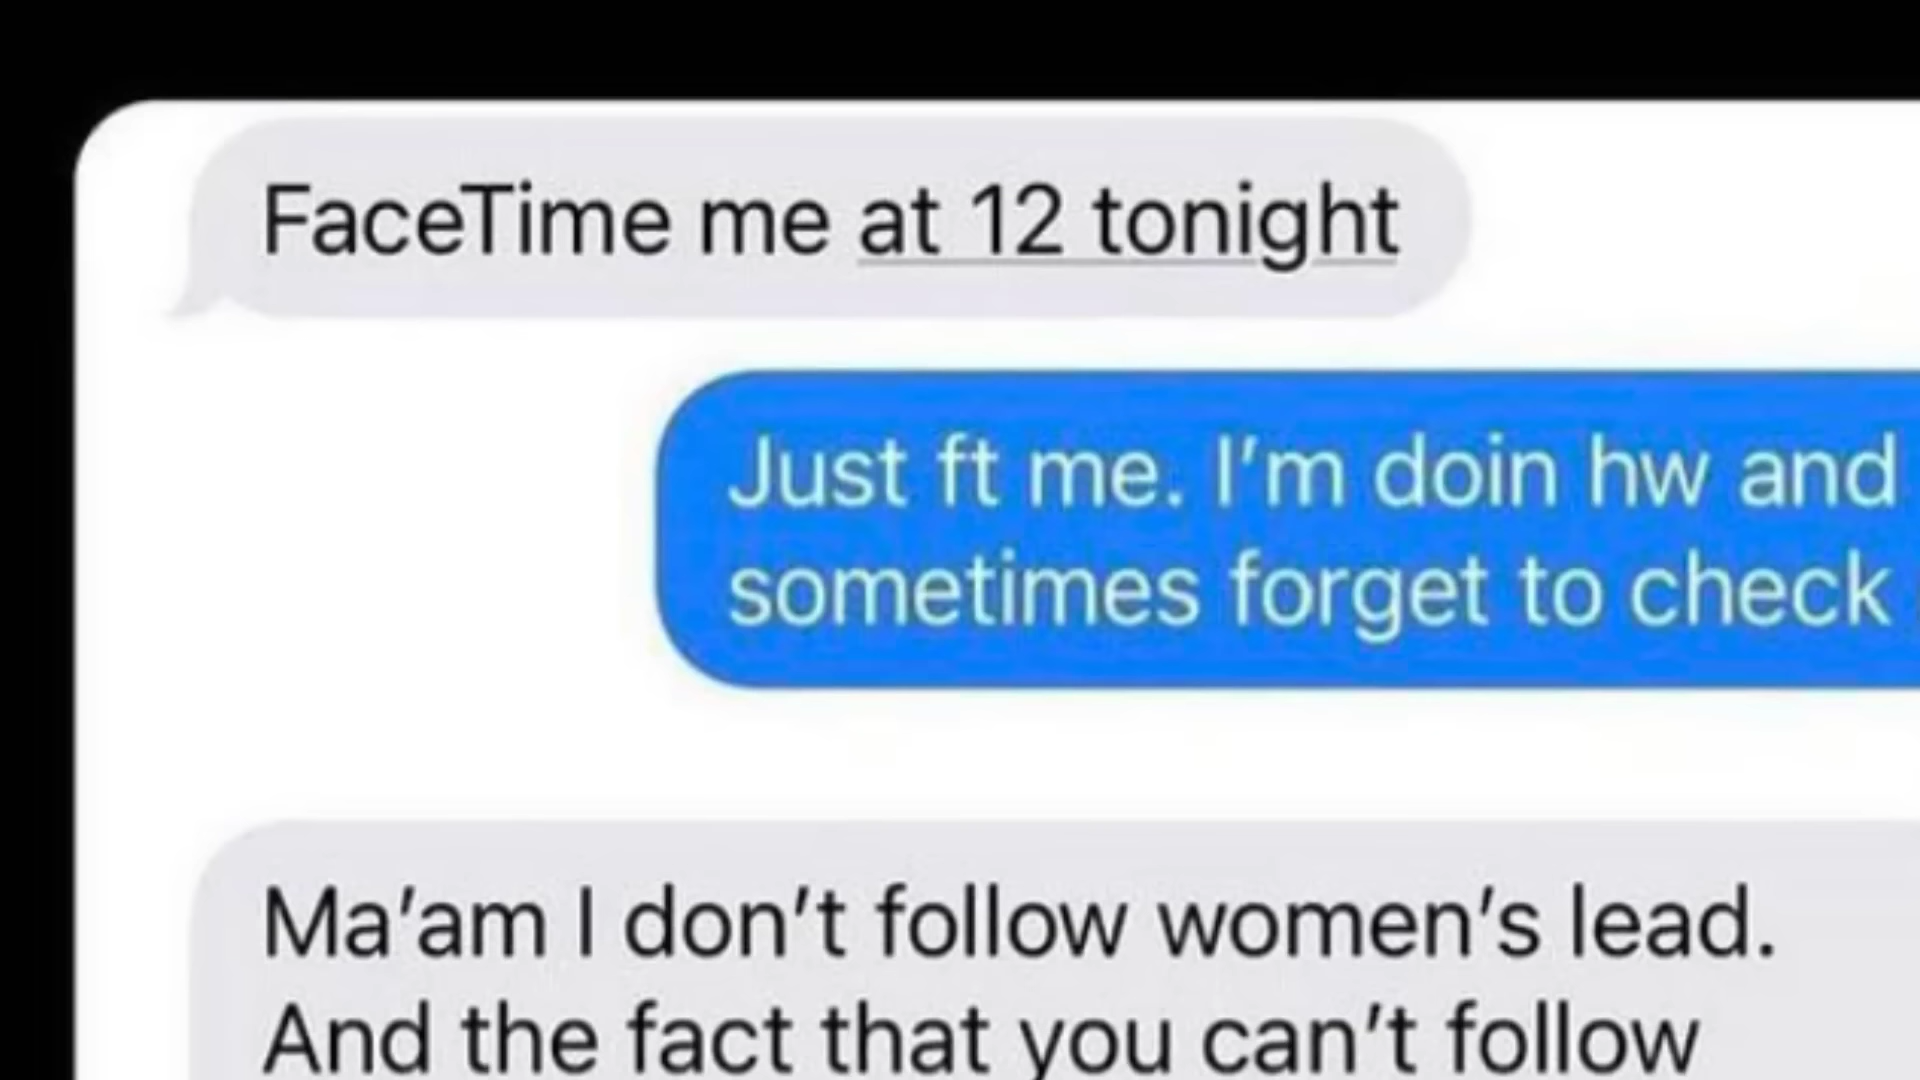 FaceTime me at 12 tonight
Just ft me. I’m doin hw and
sometimes forget to check
Ma’am I don’t follow women’s lead.
And the fact that you can’t follow